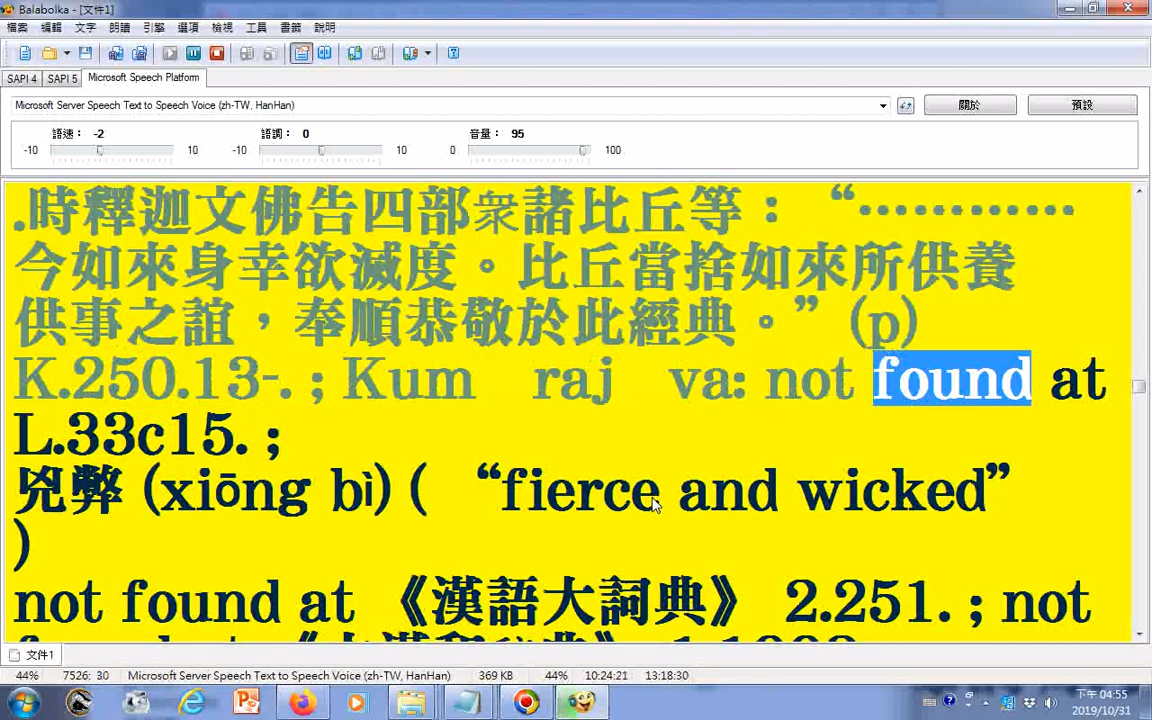 Balabolka - [文件1]
檔案 編輯 文字 朗讀 引擎 選項 檢視 工具 書籤 說明
SAPI 4 SAPI 5 Microsoft Speech Platform
Microsoft Server Speech Text to Speech Voice (zh-TW, HanHan) 關於 預設
語速： -2 語調： 0 音量： 95
-10 10 -10 10 0 100
.時釋迦文佛告四部衆諸比丘等：“············
今如來身幸欲滅度。比丘當捨如來所供養
供事之誼，奉順恭敬於此經典。”(p)
K.250.13-. ; Kum raj va: not found at
L.33c15. ;
兇弊 (xiōng bì) ( “fierce and wicked”
)
not found at 《漢語大詞典》 2.251. ; not
文件1
44% 7526: 30 Microsoft Server Speech Text to Speech Voice (zh-TW, HanHan) 369 KB 44% 10:24:21 13:18:30
下午 04:55
2019/10/31